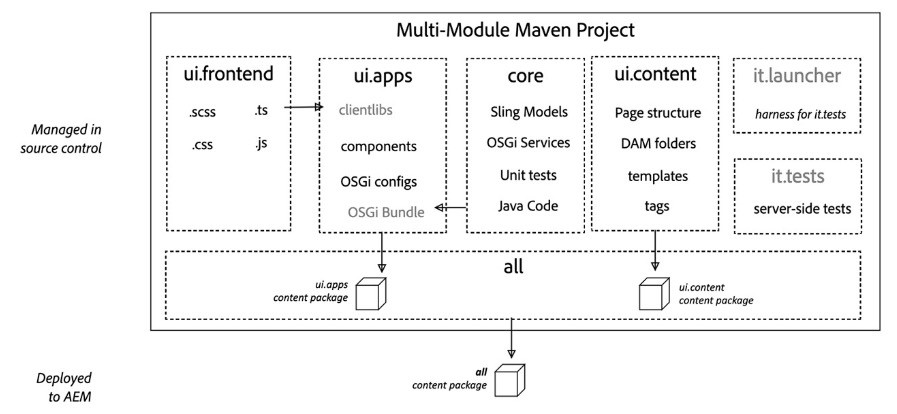 Multi-Module Maven Project
ui.frontend
.scss .ts
.css .js
ui.apps
clientlibs
components
OSGi configs
OSGi Bundle
core
Sling Models
OSGi Services
Unit tests
Java Code
ui.content
Page structure
DAM folders
templates
tags
it.launcher
harness for it.tests
it.tests
server-side tests
Managed in
source control
all
ui.apps
content package
ui.content
content package
all
content package
Deployed
to AEM